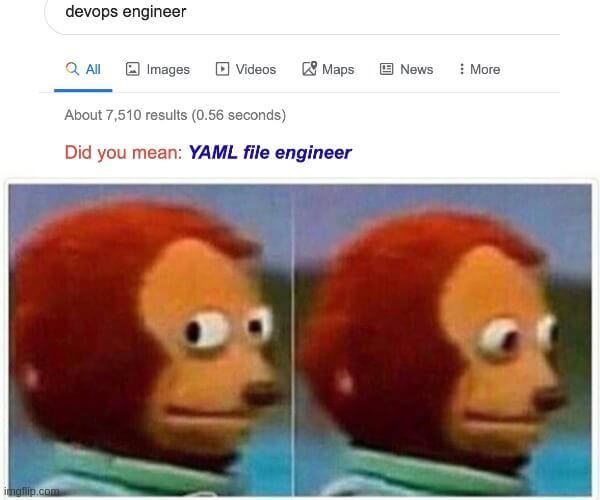 devops engineer
All Images Videos Maps News More
About 7,510 results (0.56 seconds)
Did you mean: YAML file engineer
imgflip.com